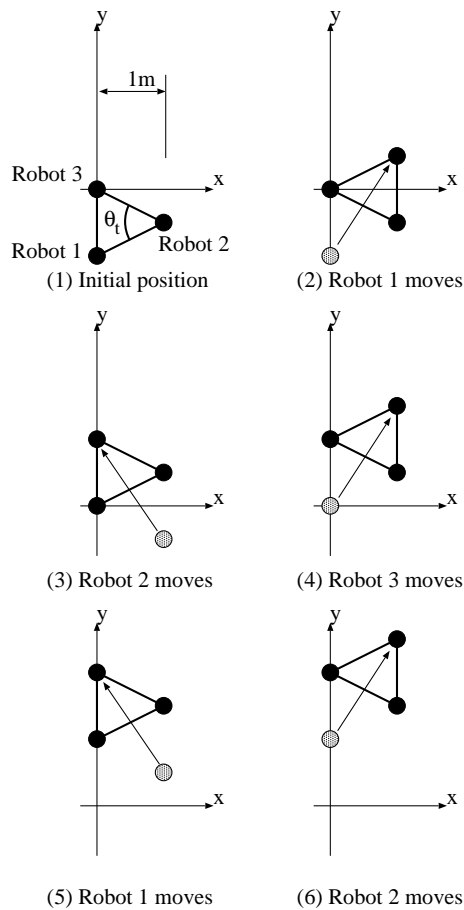 y
1m
Robot 3
x
θt
Robot 1
Robot 2
(1) Initial position
y
x
(2) Robot 1 moves
y
x
(3) Robot 2 moves
y
x
(4) Robot 3 moves
y
x
(5) Robot 1 moves
y
x
(6) Robot 2 moves